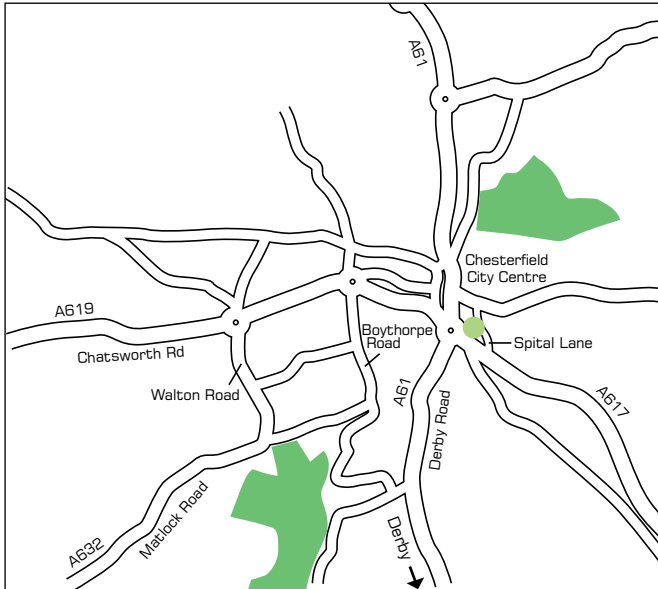 A61
Chesterfield
City Centre
A619
Chatsworth Rd
Boythorpe
Road
Spital Lane
Walton Road
A61
Derby Road
A617
Matlock Road
A632
Derby